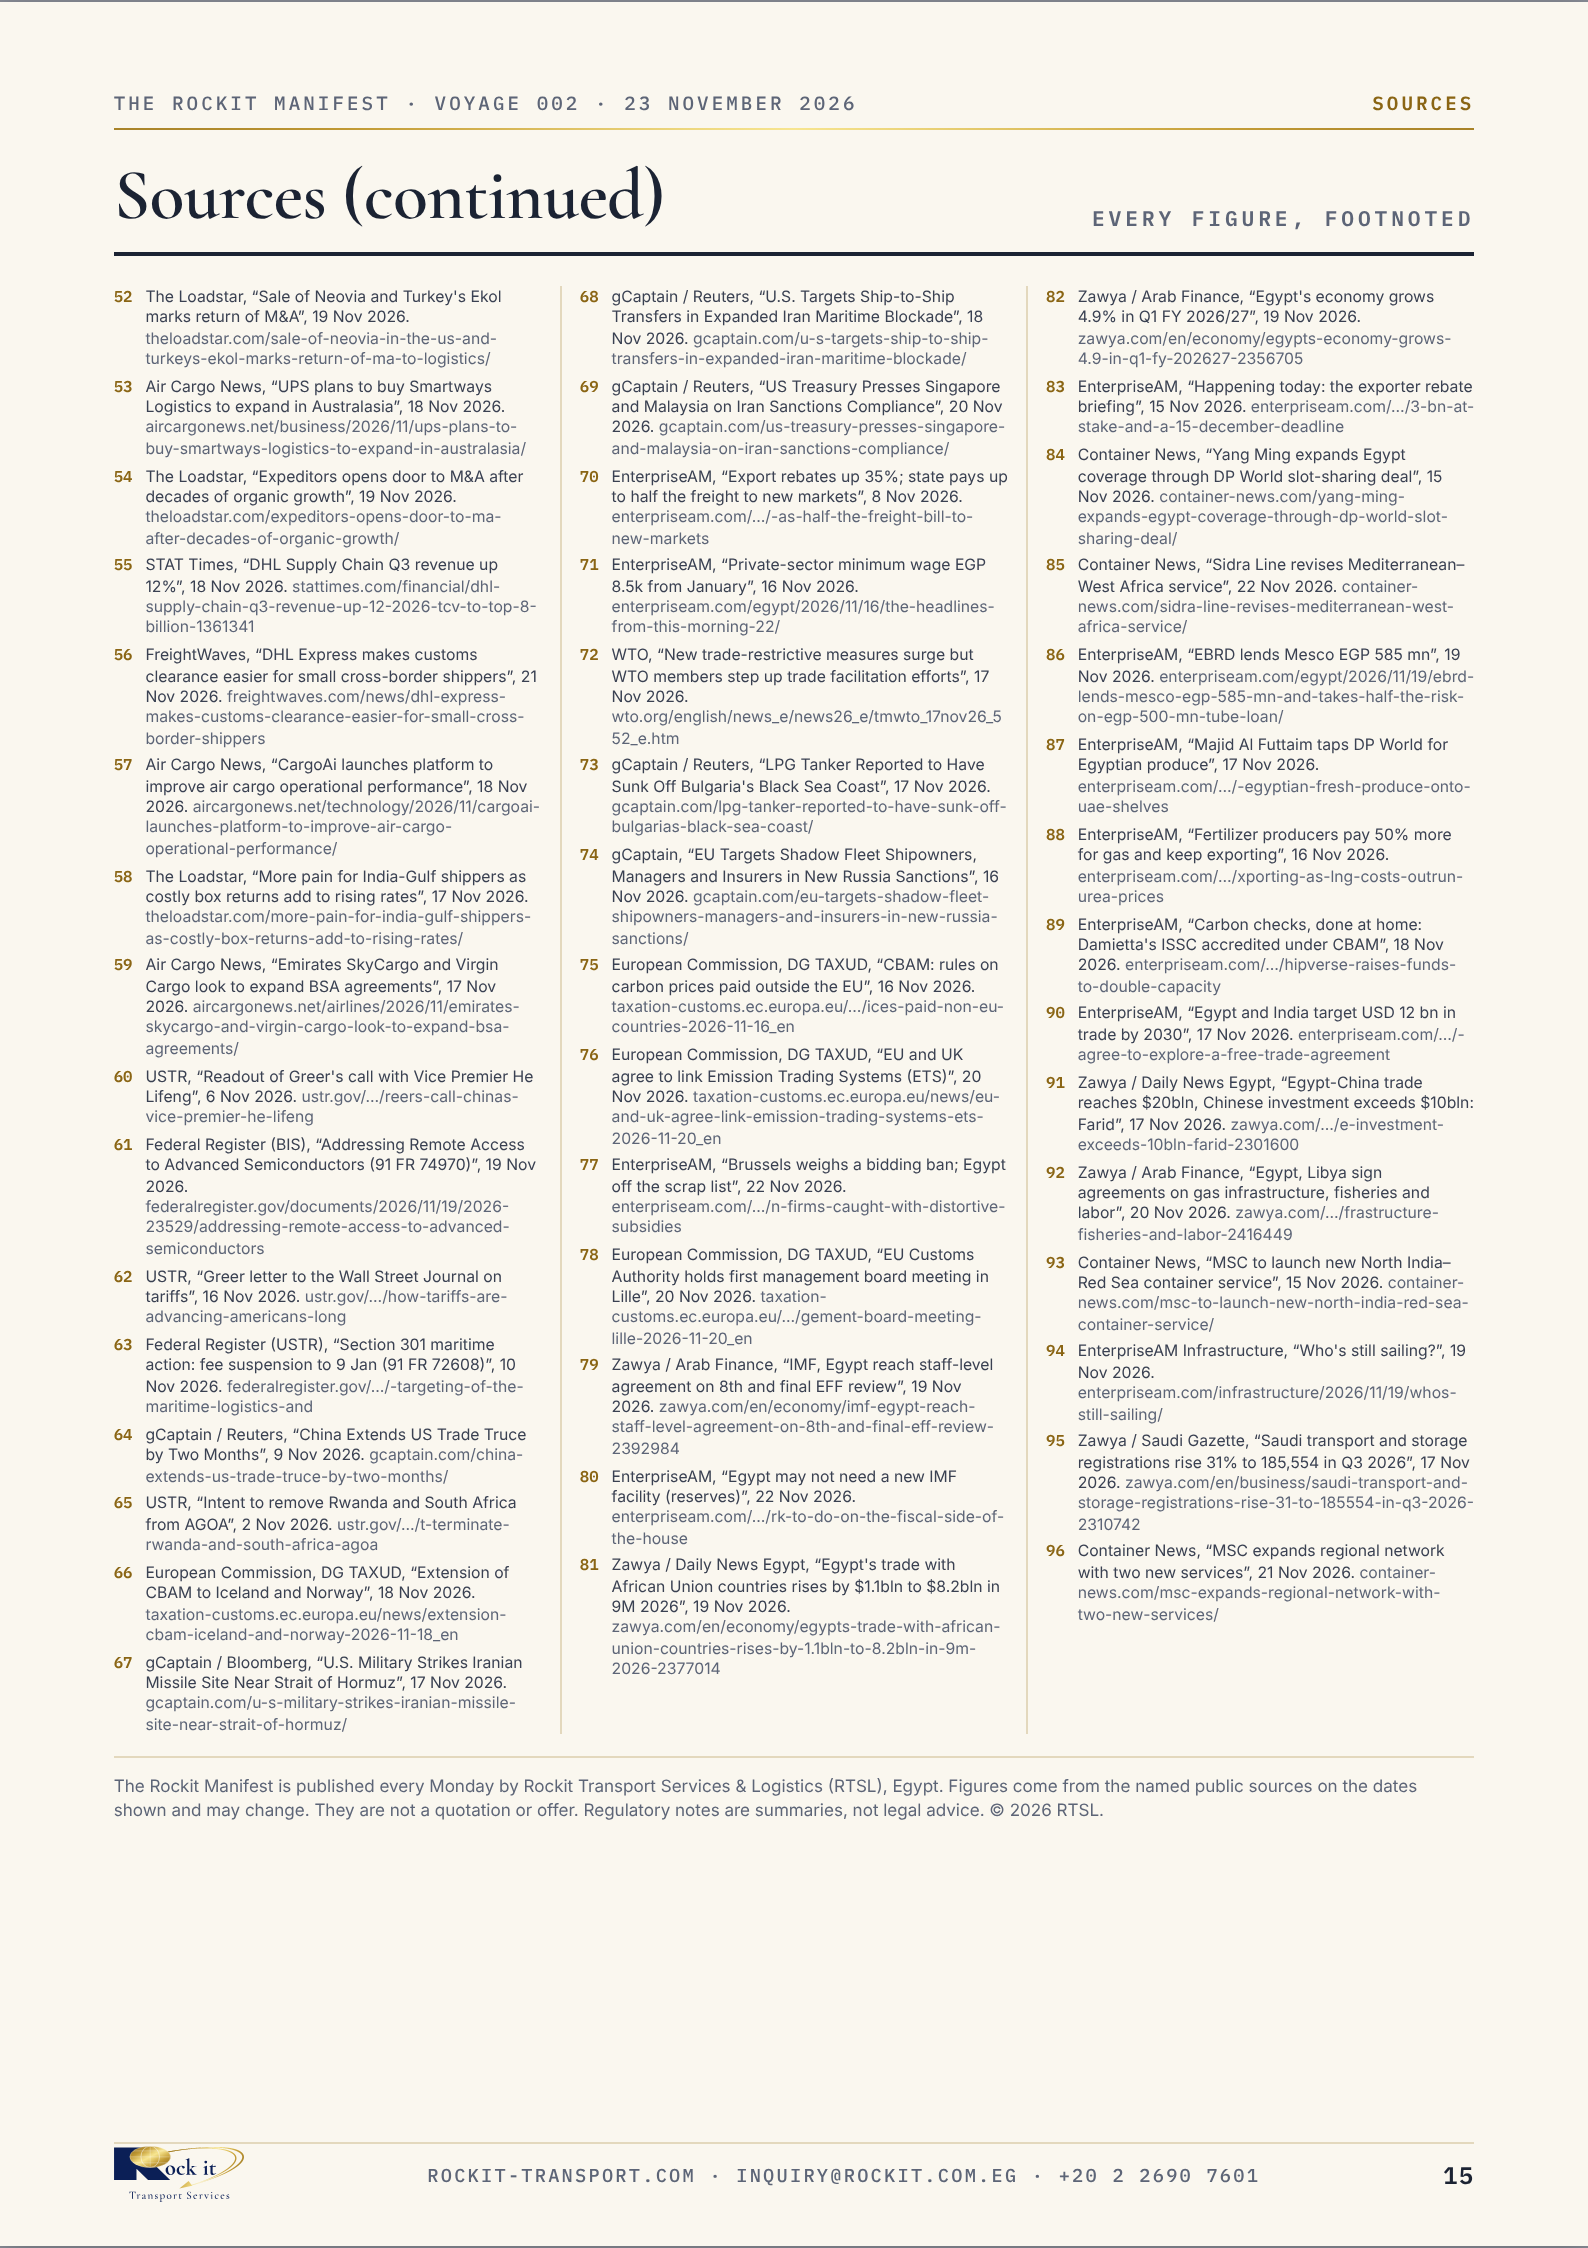 THE ROCKIT MANIFEST · VOYAGE 002 · 23 NOVEMBER 2026
SOURCES
Sources (continued)
EVERY FIGURE, FOOTNOTED
52 The Loadstar, “Sale of Neovia and Turkey's Ekol
marks return of M&A”, 19 Nov 2026.
theloadstar.com/sale-of-neovia-in-the-us-and-
turkeys-ekol-marks-return-of-ma-to-logistics/
53 Air Cargo News, “UPS plans to buy Smartways
Logistics to expand in Australasia”, 18 Nov 2026.
aircargonews.net/business/2026/11/ups-plans-to-
buy-smartways-logistics-to-expand-in-australasia/
54 The Loadstar, “Expeditors opens door to M&A after
decades of organic growth”, 19 Nov 2026.
theloadstar.com/expeditors-opens-door-to-ma-
after-decades-of-organic-growth/
55 STAT Times, “DHL Supply Chain Q3 revenue up
12%”, 18 Nov 2026. stattimes.com/financial/dhl-
supply-chain-q3-revenue-up-12-2026-tcv-to-top-8-
billion-1361341
56 FreightWaves, “DHL Express makes customs
clearance easier for small cross-border shippers”, 21
Nov 2026. freightwaves.com/news/dhl-express-
makes-customs-clearance-easier-for-small-cross-
border-shippers
57 Air Cargo News, “CargoAi launches platform to
improve air cargo operational performance”, 18 Nov
2026. aircargonews.net/technology/2026/11/cargoai-
launches-platform-to-improve-air-cargo-
operational-performance/
58 The Loadstar, “More pain for India-Gulf shippers as
costly box returns add to rising rates”, 17 Nov 2026.
theloadstar.com/more-pain-for-india-gulf-shippers-
as-costly-box-returns-add-to-rising-rates/
59 Air Cargo News, “Emirates SkyCargo and Virgin
Cargo look to expand BSA agreements”, 17 Nov
2026. aircargonews.net/airlines/2026/11/emirates-
skycargo-and-virgin-cargo-look-to-expand-bsa-
agreements/
60 USTR, “Readout of Greer's call with Vice Premier He
Lifeng”, 6 Nov 2026. ustr.gov/…/reers-call-chinas-
vice-premier-he-lifeng
61 Federal Register (BIS), “Addressing Remote Access
to Advanced Semiconductors (91 FR 74970)”, 19 Nov
2026.
federalregister.gov/documents/2026/11/19/2026-
23529/addressing-remote-access-to-advanced-
semiconductors
62 USTR, “Greer letter to the Wall Street Journal on
tariffs”, 16 Nov 2026. ustr.gov/…/how-tariffs-are-
advancing-americans-long
63 Federal Register (USTR), “Section 301 maritime
action: fee suspension to 9 Jan (91 FR 72608)”, 10
Nov 2026. federalregister.gov/…/-targeting-of-the-
maritime-logistics-and
64 gCaptain / Reuters, “China Extends US Trade Truce
by Two Months”, 9 Nov 2026. gcaptain.com/china-
extends-us-trade-truce-by-two-months/
65 USTR, “Intent to remove Rwanda and South Africa
from AGOA”, 2 Nov 2026. ustr.gov/…/t-terminate-
rwanda-and-south-africa-agoa
66 European Commission, DG TAXUD, “Extension of
CBAM to Iceland and Norway”, 18 Nov 2026.
taxation-customs.ec.europa.eu/news/extension-
cbam-iceland-and-norway-2026-11-18_en
67 gCaptain / Bloomberg, “U.S. Military Strikes Iranian
Missile Site Near Strait of Hormuz”, 17 Nov 2026.
gcaptain.com/u-s-military-strikes-iranian-missile-
site-near-strait-of-hormuz/
68 gCaptain / Reuters, “U.S. Targets Ship-to-Ship
Transfers in Expanded Iran Maritime Blockade”, 18
Nov 2026. gcaptain.com/u-s-targets-ship-to-ship-
transfers-in-expanded-iran-maritime-blockade/
69 gCaptain / Reuters, “US Treasury Presses Singapore
and Malaysia on Iran Sanctions Compliance”, 20 Nov
2026. gcaptain.com/us-treasury-presses-singapore-
and-malaysia-on-iran-sanctions-compliance/
70 EnterpriseAM, “Export rebates up 35%; state pays up
to half the freight to new markets”, 8 Nov 2026.
enterpriseam.com/…/-as-half-the-freight-bill-to-
new-markets
71 EnterpriseAM, “Private-sector minimum wage EGP
8.5k from January”, 16 Nov 2026.
enterpriseam.com/egypt/2026/11/16/the-headlines-
from-this-morning-22/
72 WTO, “New trade-restrictive measures surge but
WTO members step up trade facilitation efforts”, 17
Nov 2026.
wto.org/english/news_e/news26_e/tmwto_17nov26_5
52_e.htm
73 gCaptain / Reuters, “LPG Tanker Reported to Have
Sunk Off Bulgaria's Black Sea Coast”, 17 Nov 2026.
gcaptain.com/lpg-tanker-reported-to-have-sunk-off-
bulgarias-black-sea-coast/
74 gCaptain, “EU Targets Shadow Fleet Shipowners,
Managers and Insurers in New Russia Sanctions”, 16
Nov 2026. gcaptain.com/eu-targets-shadow-fleet-
shipowners-managers-and-insurers-in-new-russia-
sanctions/
75 European Commission, DG TAXUD, “CBAM: rules on
carbon prices paid outside the EU”, 16 Nov 2026.
taxation-customs.ec.europa.eu/…/ices-paid-non-eu-
countries-2026-11-16_en
76 European Commission, DG TAXUD, “EU and UK
agree to link Emission Trading Systems (ETS)”, 20
Nov 2026. taxation-customs.ec.europa.eu/news/eu-
and-uk-agree-link-emission-trading-systems-ets-
2026-11-20_en
77 EnterpriseAM, “Brussels weighs a bidding ban; Egypt
off the scrap list”, 22 Nov 2026.
enterpriseam.com/…/n-firms-caught-with-distortive-
subsidies
78 European Commission, DG TAXUD, “EU Customs
Authority holds first management board meeting in
Lille”, 20 Nov 2026. taxation-
customs.ec.europa.eu/…/gement-board-meeting-
lille-2026-11-20_en
79 Zawya / Arab Finance, “IMF, Egypt reach staff-level
agreement on 8th and final EFF review”, 19 Nov
2026. zawya.com/en/economy/imf-egypt-reach-
staff-level-agreement-on-8th-and-final-eff-review-
2392984
80 EnterpriseAM, “Egypt may not need a new IMF
facility (reserves)”, 22 Nov 2026.
enterpriseam.com/…/rk-to-do-on-the-fiscal-side-of-
the-house
81 Zawya / Daily News Egypt, “Egypt's trade with
African Union countries rises by $1.1bln to $8.2bln in
9M 2026”, 19 Nov 2026.
zawya.com/en/economy/egypts-trade-with-african-
union-countries-rises-by-1.1bln-to-8.2bln-in-9m-
2026-2377014
82 Zawya / Arab Finance, “Egypt's economy grows
4.9% in Q1 FY 2026/27”, 19 Nov 2026.
zawya.com/en/economy/egypts-economy-grows-
4.9-in-q1-fy-202627-2356705
83 EnterpriseAM, “Happening today: the exporter rebate
briefing”, 15 Nov 2026. enterpriseam.com/…/3-bn-at-
stake-and-a-15-december-deadline
84 Container News, “Yang Ming expands Egypt
coverage through DP World slot-sharing deal”, 15
Nov 2026. container-news.com/yang-ming-
expands-egypt-coverage-through-dp-world-slot-
sharing-deal/
85 Container News, “Sidra Line revises Mediterranean–
West Africa service”, 22 Nov 2026. container-
news.com/sidra-line-revises-mediterranean-west-
africa-service/
86 EnterpriseAM, “EBRD lends Mesco EGP 585 mn”, 19
Nov 2026. enterpriseam.com/egypt/2026/11/19/ebrd-
lends-mesco-egp-585-mn-and-takes-half-the-risk-
on-egp-500-mn-tube-loan/
87 EnterpriseAM, “Majid Al Futtaim taps DP World for
Egyptian produce”, 17 Nov 2026.
enterpriseam.com/…/-egyptian-fresh-produce-onto-
uae-shelves
88 EnterpriseAM, “Fertilizer producers pay 50% more
for gas and keep exporting”, 16 Nov 2026.
enterpriseam.com/…/xporting-as-lng-costs-outrun-
urea-prices
89 EnterpriseAM, “Carbon checks, done at home:
Damietta's ISSC accredited under CBAM”, 18 Nov
2026. enterpriseam.com/…/hipverse-raises-funds-
to-double-capacity
90 EnterpriseAM, “Egypt and India target USD 12 bn in
trade by 2030”, 17 Nov 2026. enterpriseam.com/…/-
agree-to-explore-a-free-trade-agreement
91 Zawya / Daily News Egypt, “Egypt-China trade
reaches $20bln, Chinese investment exceeds $10bln:
Farid”, 17 Nov 2026. zawya.com/…/e-investment-
exceeds-10bln-farid-2301600
92 Zawya / Arab Finance, “Egypt, Libya sign
agreements on gas infrastructure, fisheries and
labor”, 20 Nov 2026. zawya.com/…/frastructure-
fisheries-and-labor-2416449
93 Container News, “MSC to launch new North India–
Red Sea container service”, 15 Nov 2026. container-
news.com/msc-to-launch-new-north-india-red-sea-
container-service/
94 EnterpriseAM Infrastructure, “Who's still sailing?”, 19
Nov 2026.
enterpriseam.com/infrastructure/2026/11/19/whos-
still-sailing/
95 Zawya / Saudi Gazette, “Saudi transport and storage
registrations rise 31% to 185,554 in Q3 2026”, 17 Nov
2026. zawya.com/en/business/saudi-transport-and-
storage-registrations-rise-31-to-185554-in-q3-2026-
2310742
96 Container News, “MSC expands regional network
with two new services”, 21 Nov 2026. container-
news.com/msc-expands-regional-network-with-
two-new-services/
The Rockit Manifest is published every Monday by Rockit Transport Services & Logistics (RTSL), Egypt. Figures come from the named public sources on the dates
shown and may change. They are not a quotation or offer. Regulatory notes are summaries, not legal advice. © 2026 RTSL.
Rock it
Transport Services
ROCKIT-TRANSPORT.COM · INQUIRY@ROCKIT.COM.EG · +20 2 2690 7601
15